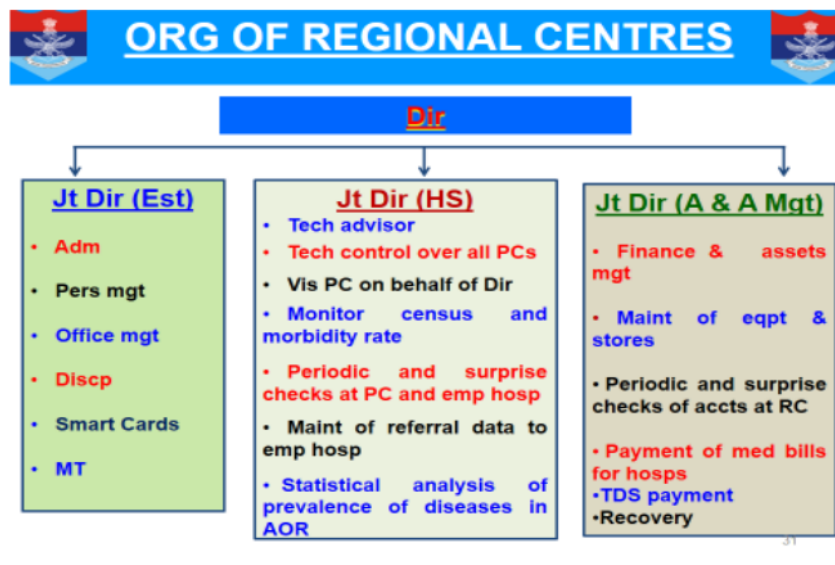 ORG OF REGIONAL CENTRES
Dir
Jt Dir (Est)
• Adm
• Pers mgt
• Office mgt
• Discp
• Smart Cards
• MT
Jt Dir (HS)
• Tech advisor
• Tech control over all PCs
• Vis PC on behalf of Dir
• Monitor census and
morbidity rate
• Periodic and surprise
checks at PC and emp hosp
• Maint of referral data to
emp hosp
• Statistical analysis of
prevalence of diseases in
AOR
Jt Dir (A & A Mgt)
• Finance & assets
mgt
• Maint of eqpt &
stores
• Periodic and surprise
checks of accts at RC
• Payment of med bills
for hosps
•TDS payment
•Recovery
31